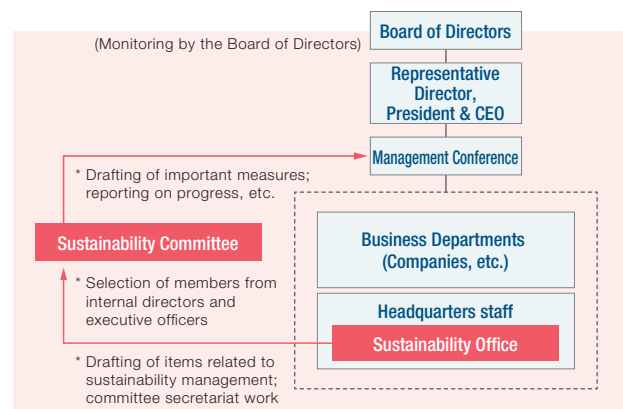 Board of Directors
(Monitoring by the Board of Directors)
Representative
Director,
President & CEO
Management Conference
* Drafting of important measures;
reporting on progress, etc.
Sustainability Committee
Business Departments
(Companies, etc.)
* Selection of members from
internal directors and
executive officers
Headquarters staff
Sustainability Office
* Drafting of items related to
sustainability management;
committee secretariat work